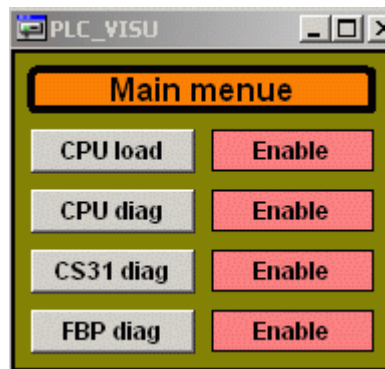 PLC_VISU
Main menue
CPU load Enable
CPU diag Enable
CS31 diag Enable
FBP diag Enable